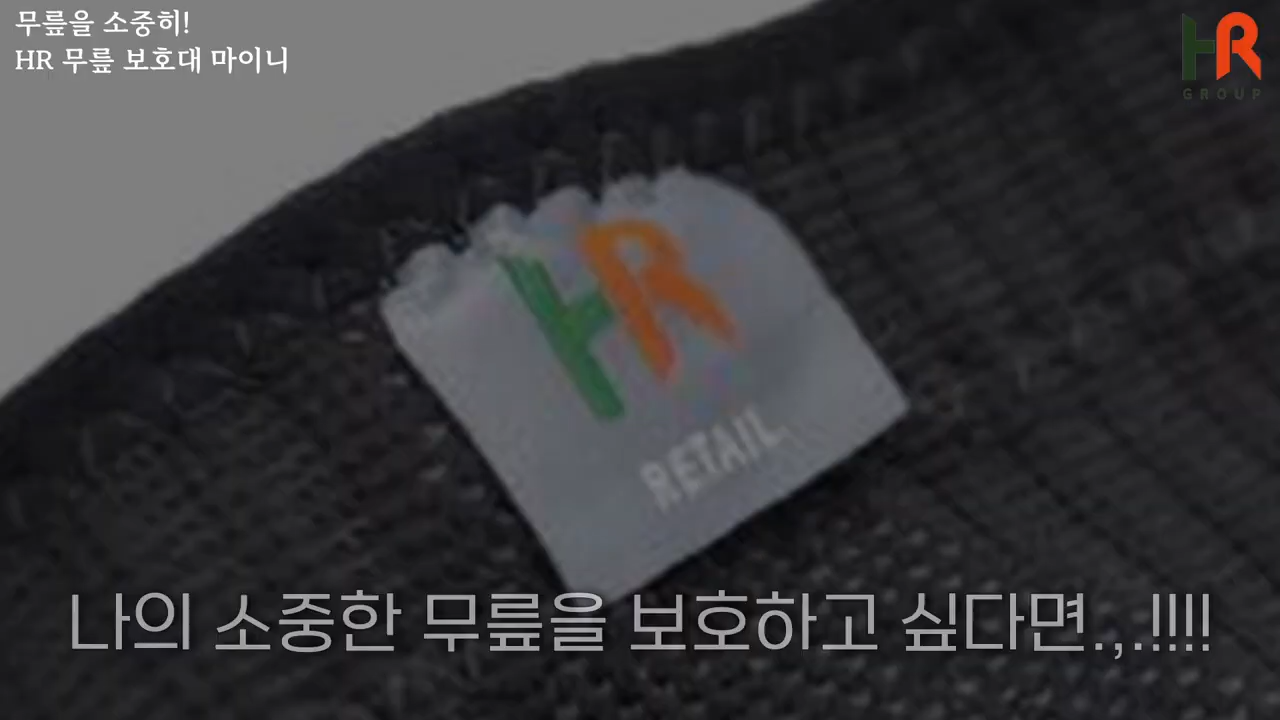 무릎을 소중히!
HR 무릎 보호대 마이니
HR
GROUP
HR
RETAIL
나의 소중한 무릎을 보호하고 싶다면.,.!!!!